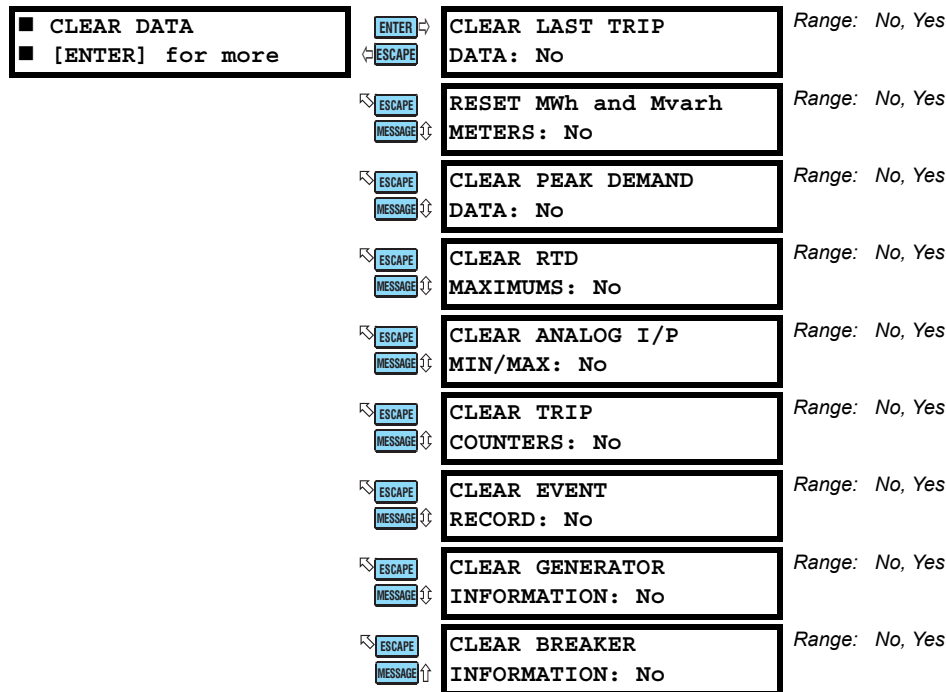 ■ CLEAR DATA
■ [ENTER] for more
ENTER ⇨
⇦ ESCAPE
CLEAR LAST TRIP
DATA: No
Range: No, Yes
ESCAPE
MESSAGE
RESET MWh and Mvarh
METERS: No
Range: No, Yes
ESCAPE
MESSAGE
CLEAR PEAK DEMAND
DATA: No
Range: No, Yes
ESCAPE
MESSAGE
CLEAR RTD
MAXIMUMS: No
Range: No, Yes
ESCAPE
MESSAGE
CLEAR ANALOG I/P
MIN/MAX: No
Range: No, Yes
ESCAPE
MESSAGE
CLEAR TRIP
COUNTERS: No
Range: No, Yes
ESCAPE
MESSAGE
CLEAR EVENT
RECORD: No
Range: No, Yes
ESCAPE
MESSAGE
CLEAR GENERATOR
INFORMATION: No
Range: No, Yes
ESCAPE
MESSAGE
CLEAR BREAKER
INFORMATION: No
Range: No, Yes